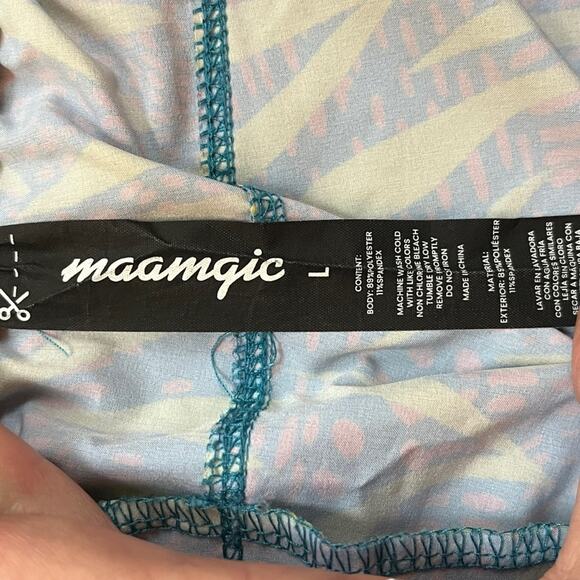 maamgic
L
CONTENT:
BODY: 89%POLYESTER
11%SPANDEX
MACHINE WASH COLD
WITH LIKE COLORS
NON CHLORINE BLEACH
TUMBLE DRY LOW
REMOVE PROMPTLY
DO NOT IRON
MADE IN CHINA
MATERIAL:
EXTERIOR: 89%POLIÉSTER
11%SPANDEX
LAVAR EN LAVADORA
CON AGUA FRÍA
CON COLORES SIMILARES
LEJÍA SIN CLORO
SECAR A MÁQUINA CON
BAJA